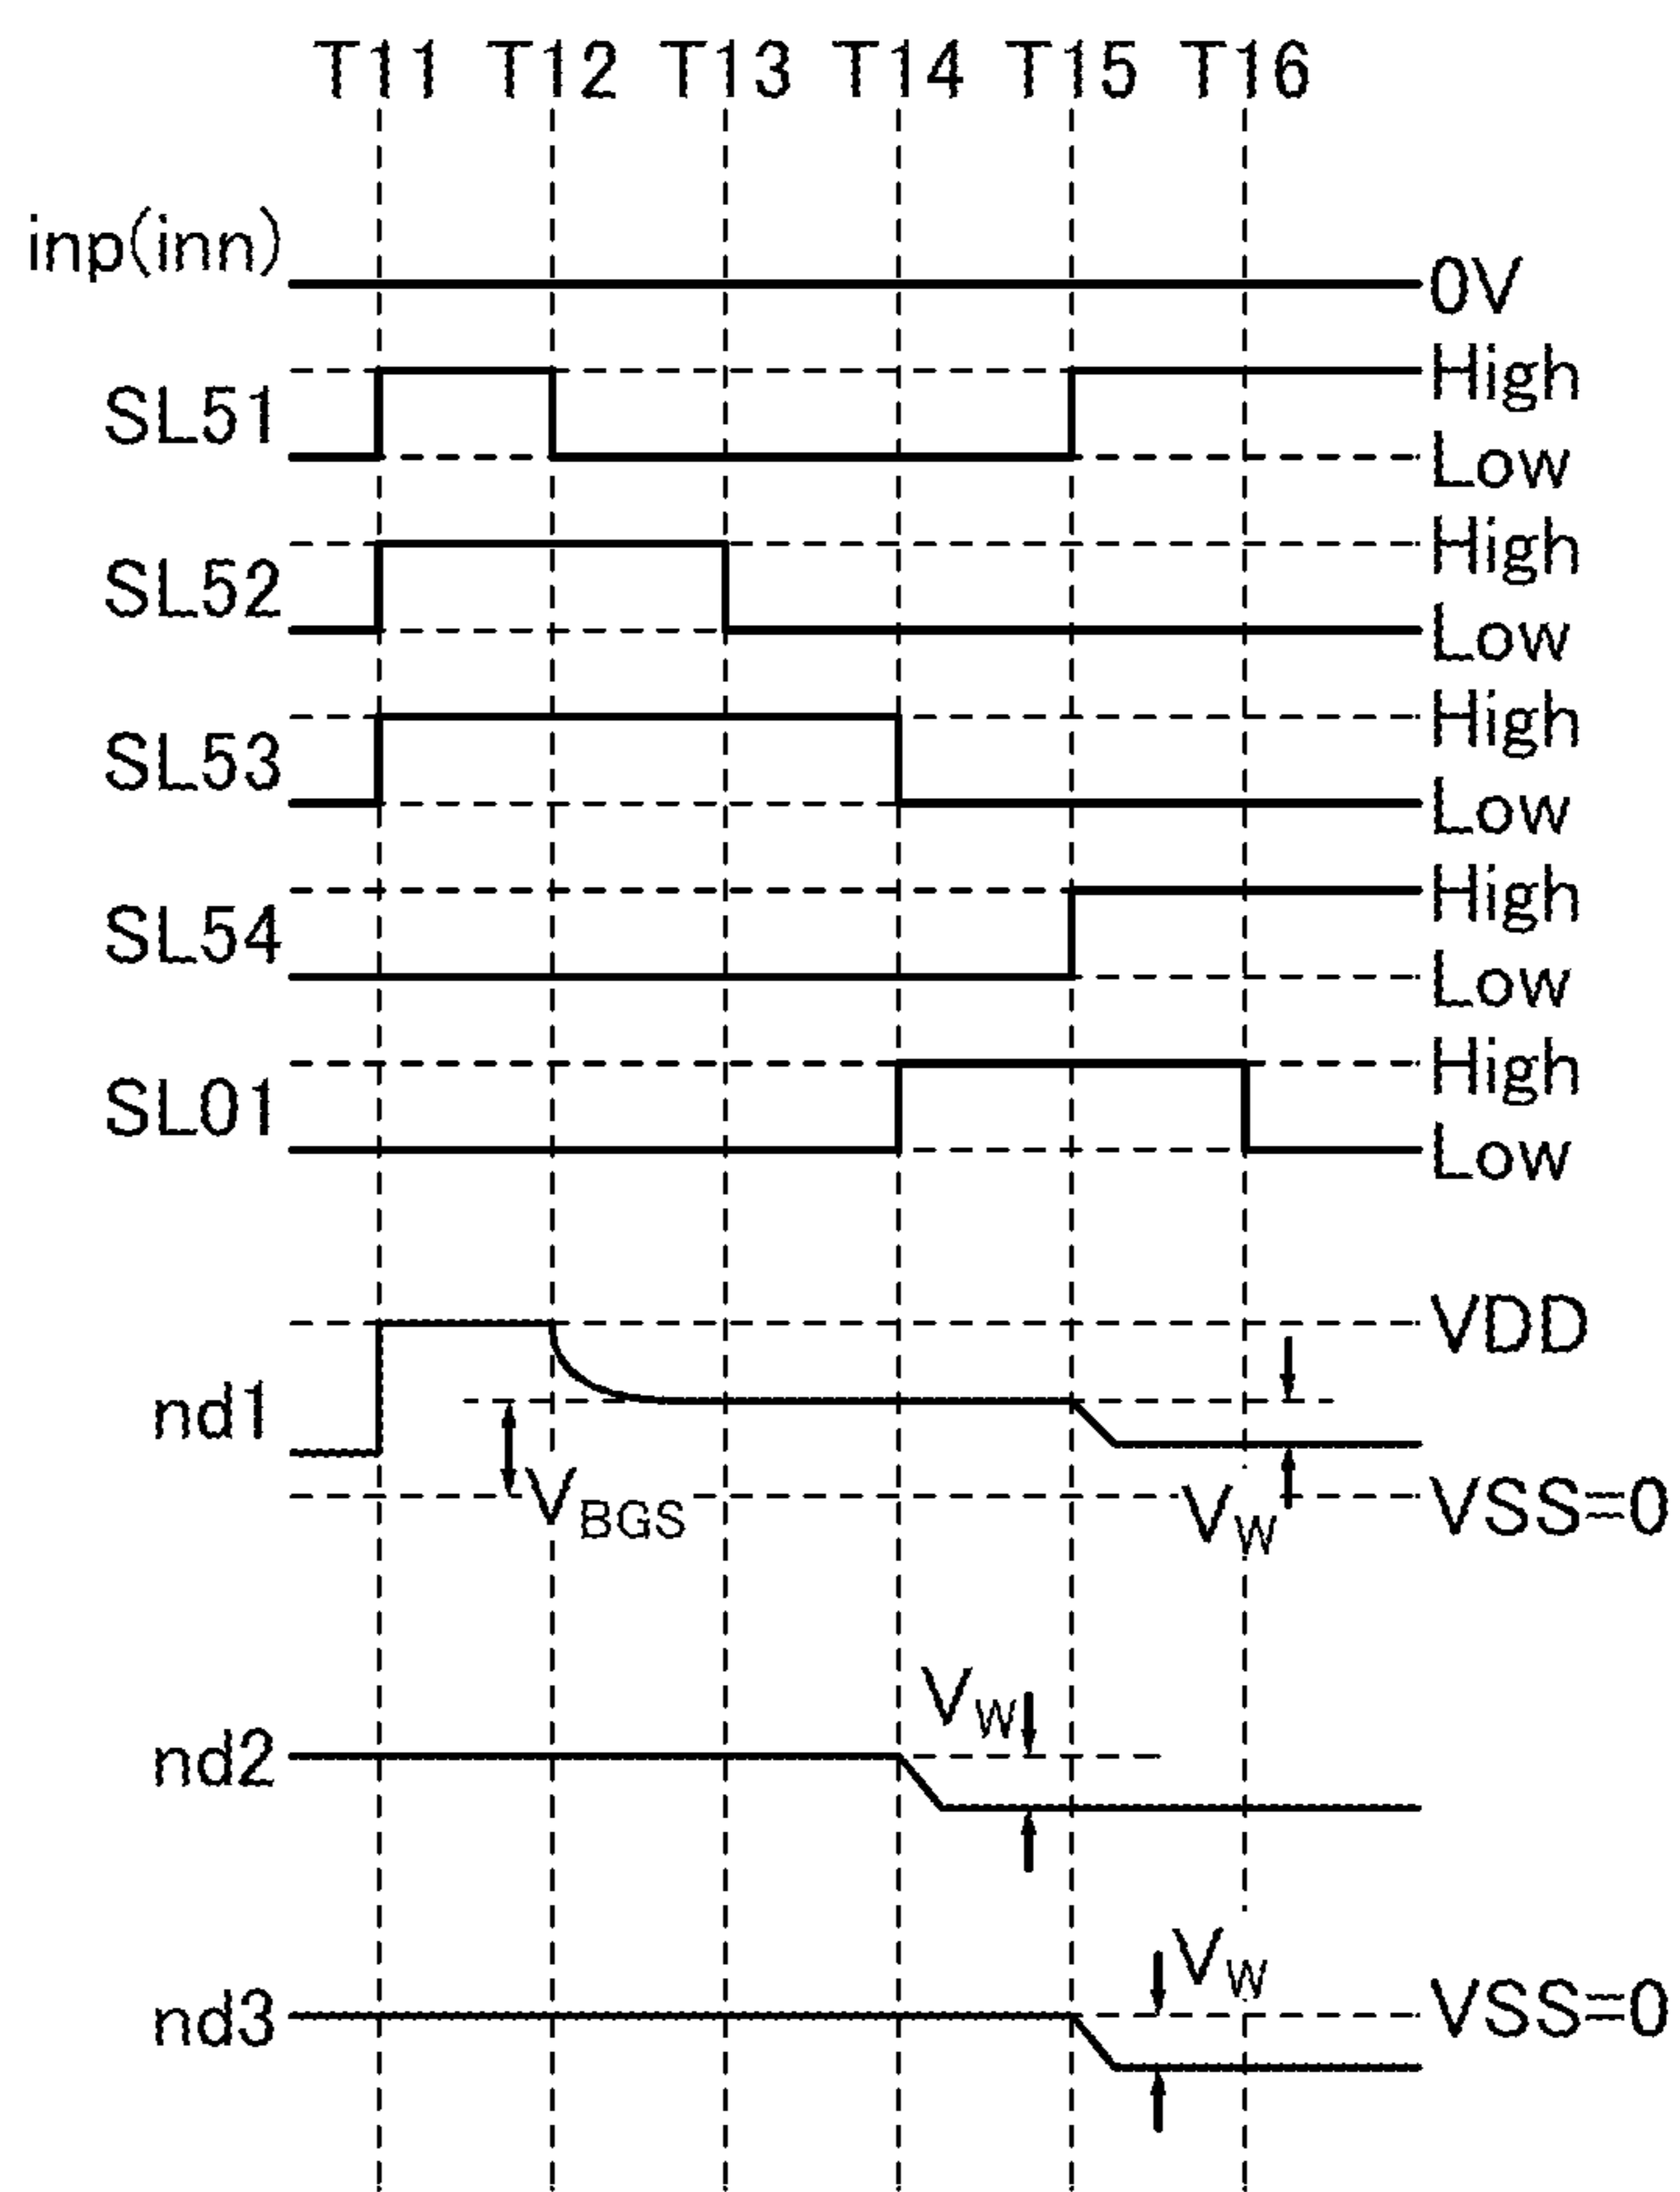 T11 T12 T13 T14 T15 T16
inp(inn)
0V
High
SL51
Low
High
SL52
Low
High
SL53
Low
High
SL54
Low
High
SL01
Low
VDD
nd1
VBGS
VW
VSS=0
VW
nd2
VW
nd3
VSS=0